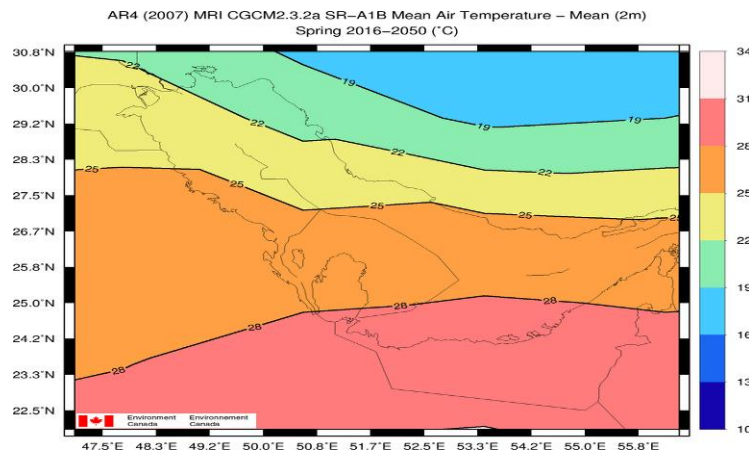 AR4 (2007) MRI CGCM2.3.2a SR-A1B Mean Air Temperature - Mean (2m)
Spring 2016-2050 (˚C)
30.8°N
30.0°N
29.2°N
28.3°N
27.5°N
26.7°N
25.8°N
25.0°N
24.2°N
23.3°N
22.5°N
22
19
22
19
22
22
25
25
25
25
28
28
28
34
31
28
25
22
19
16
13
10
Environment Environnement
Canada Canada
47.5°E 48.3°E 49.2°E 50.0°E 50.8°E 51.7°E 52.5°E 53.3°E 54.2°E 55.0°E 55.8°E